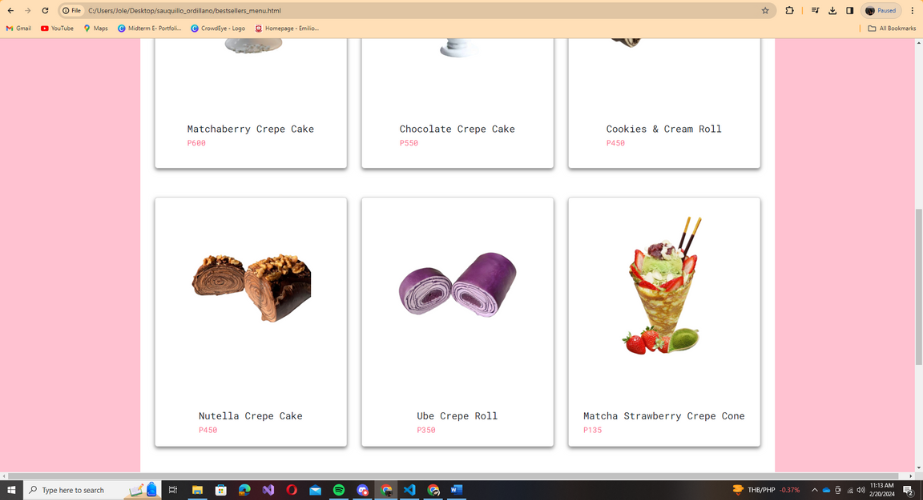 File C:/Users/Joie/Desktop/sauquillo_ordillano/bestsellers_menu.html
Paused
Gmail YouTube Maps Midterm E- Portfoli... CrowdEye - Logo Homepage - Emilio... All Bookmarks
Matchaberry Crepe Cake
P600
Chocolate Crepe Cake
P550
Cookies & Cream Roll
P450
Nutella Crepe Cake
P450
Ube Crepe Roll
P350
Matcha Strawberry Crepe Cone
P135
Type here to search
THB/PHP -0.37%
11:13 AM
2/20/2024